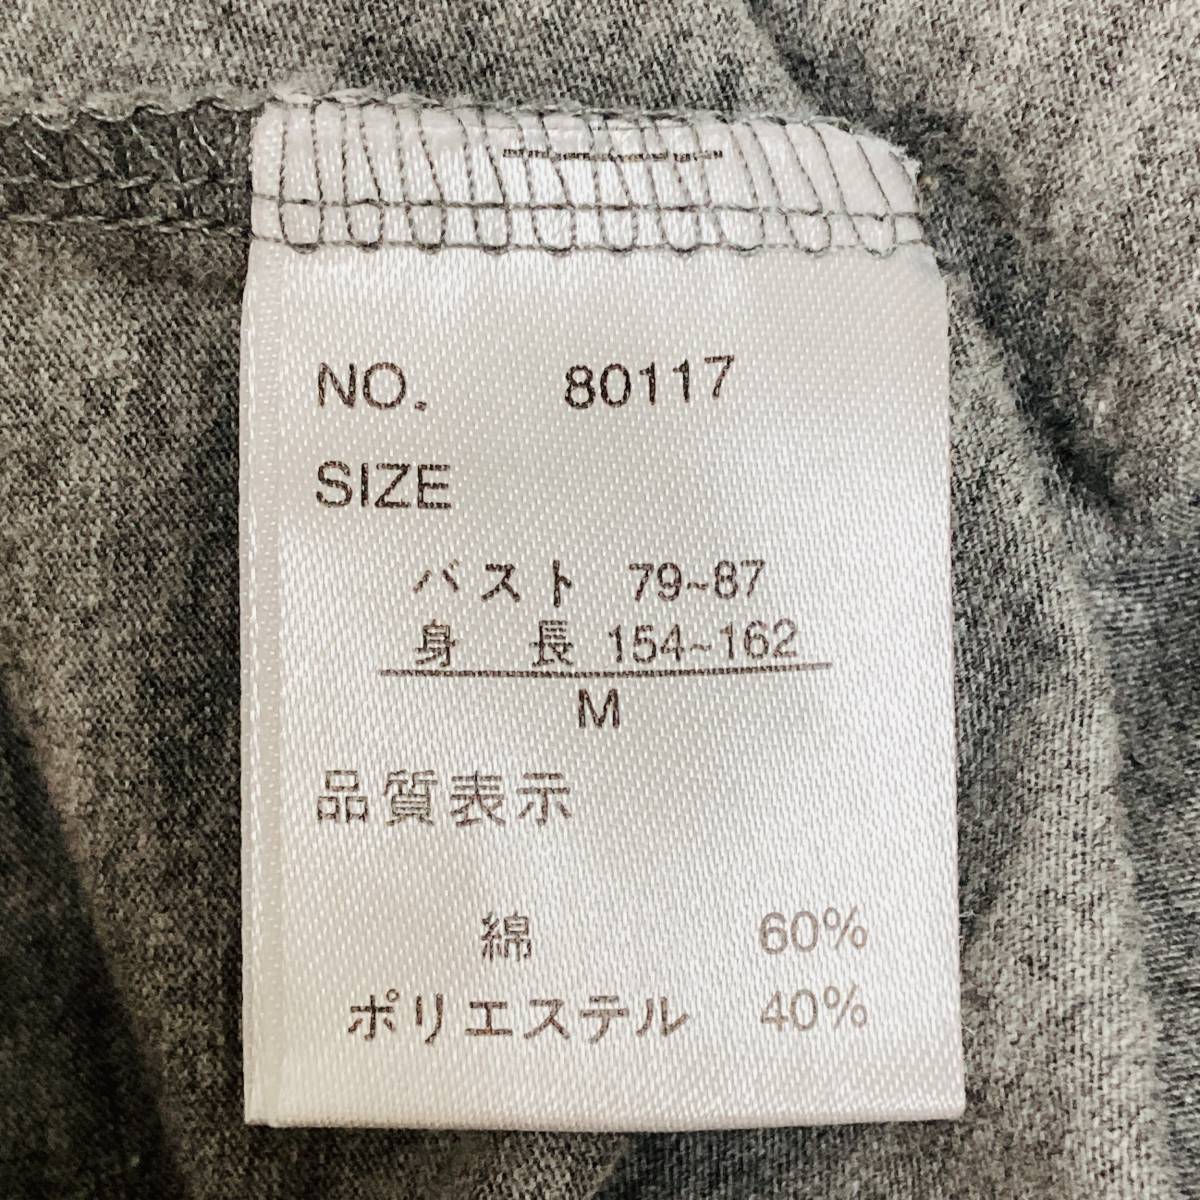 NO. 80117
SIZE
バスト 79~87
身 長 154~162
M
品質表示
綿 60%
ポリエステル 40%